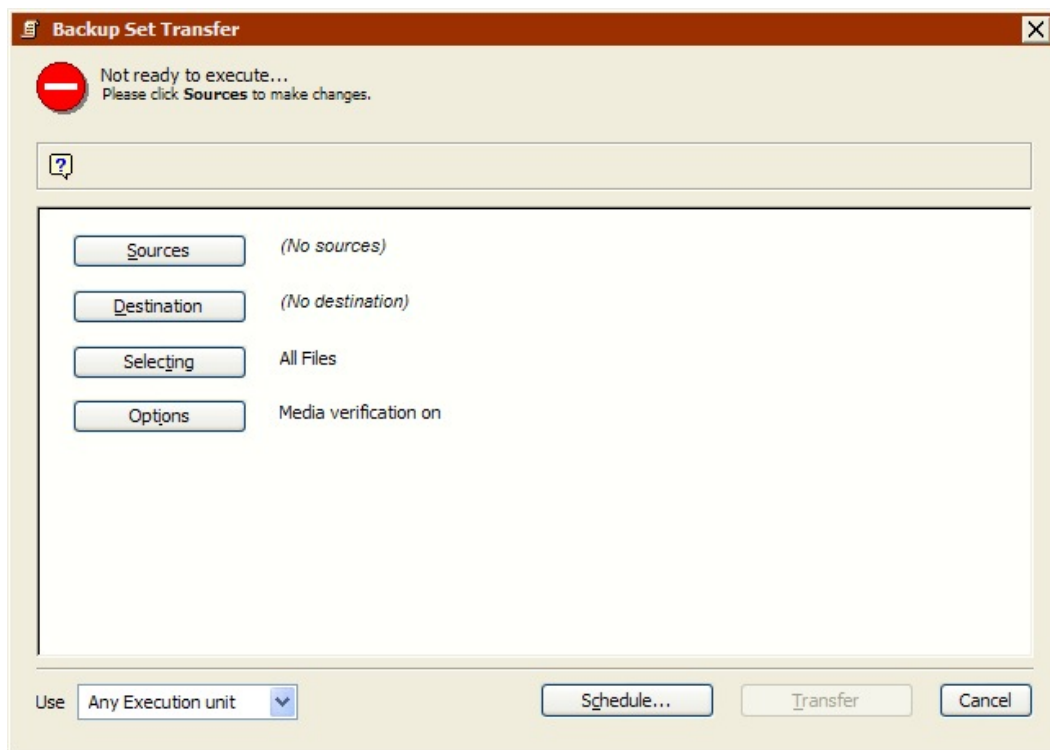 Backup Set Transfer
Not ready to execute...
Please click Sources to make changes.
Sources (No sources)
Destination (No destination)
Selecting All Files
Options Media verification on
Use Any Execution unit Schedule... Transfer Cancel